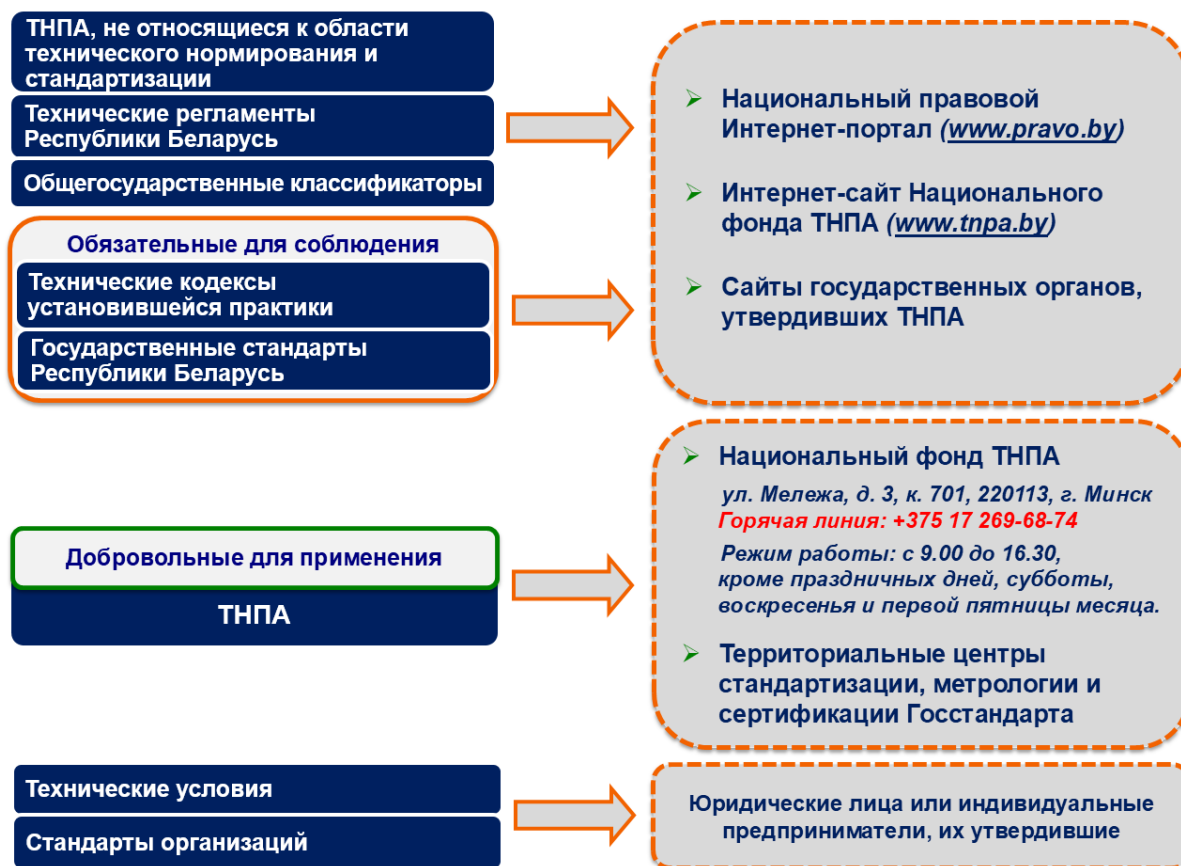 ТНПА, не относящиеся к области
технического нормирования и
стандартизации
Технические регламенты
Республики Беларусь
Общегосударственные классификаторы
Обязательные для соблюдения
Технические кодексы
установившейся практики
Государственные стандарты
Республики Беларусь
Национальный правовой
Интернет-портал (www.pravo.by)
Интернет-сайт Национального
фонда ТНПА (www.tnpa.by)
Сайты государственных органов,
утвердивших ТНПА
Добровольные для применения
ТНПА
Национальный фонд ТНПА
ул. Мележа, д. 3, к. 701, 220113, г. Минск
Горячая линия: +375 17 269-68-74
Режим работы: с 9.00 до 16.30,
кроме праздничных дней, субботы,
воскресенья и первой пятницы месяца.
Территориальные центры
стандартизации, метрологии и
сертификации Госстандарта
Технические условия
Стандарты организаций
Юридические лица или индивидуальные
предприниматели, их утвердившие